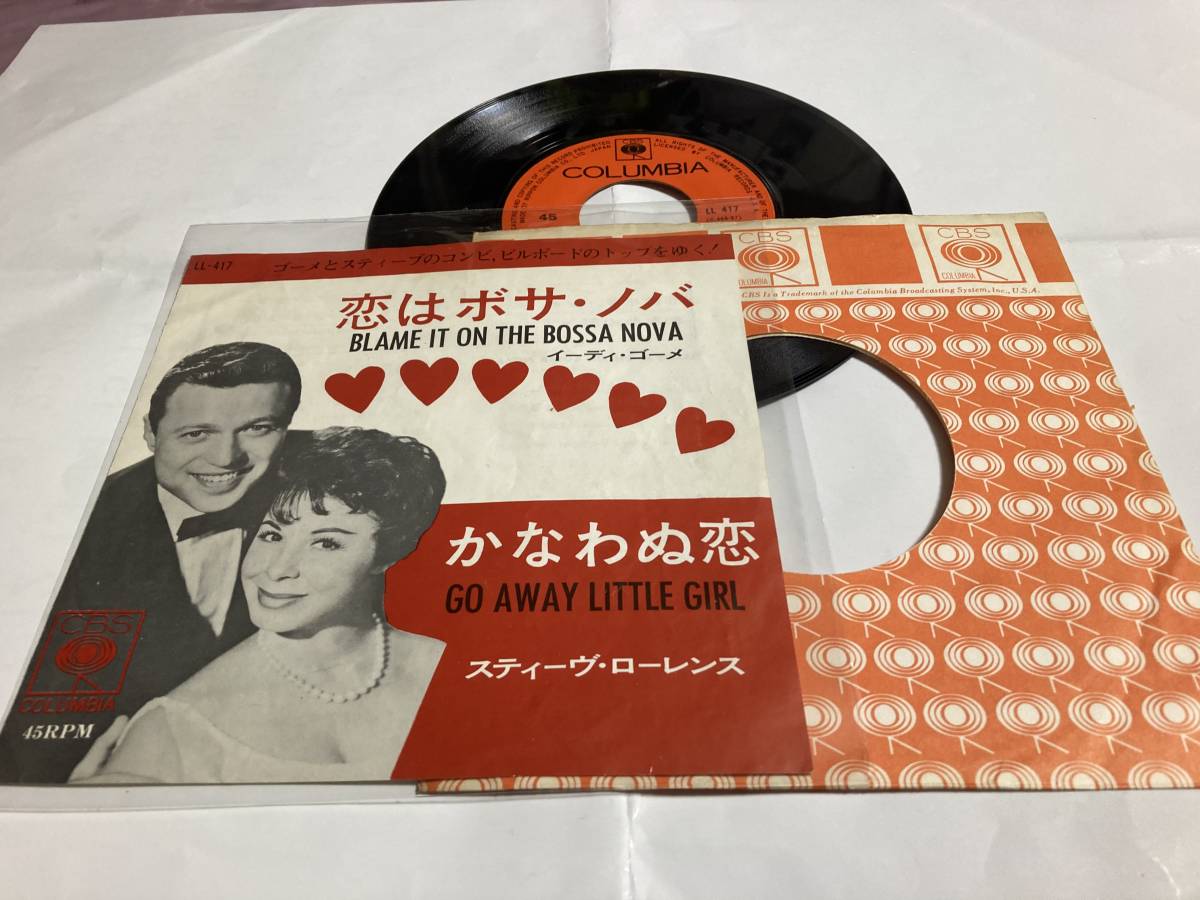 LL-417
ゴーメとスティーブのコンビ, ビルボードのトップをゆく!
恋はボサ・ノバ
BLAME IT ON THE BOSSA NOVA
イーディ・ゴーメ
かなわぬ恋
GO AWAY LITTLE GIRL
スティーヴ・ローレンス
CBS
COLUMBIA
45RPM
CBS
COLUMBIA
45
LL 417
CBS
CBS
COLUMBIA
CBS Is a Trademark of the Columbia Broadcasting System, Inc., U.S.A.